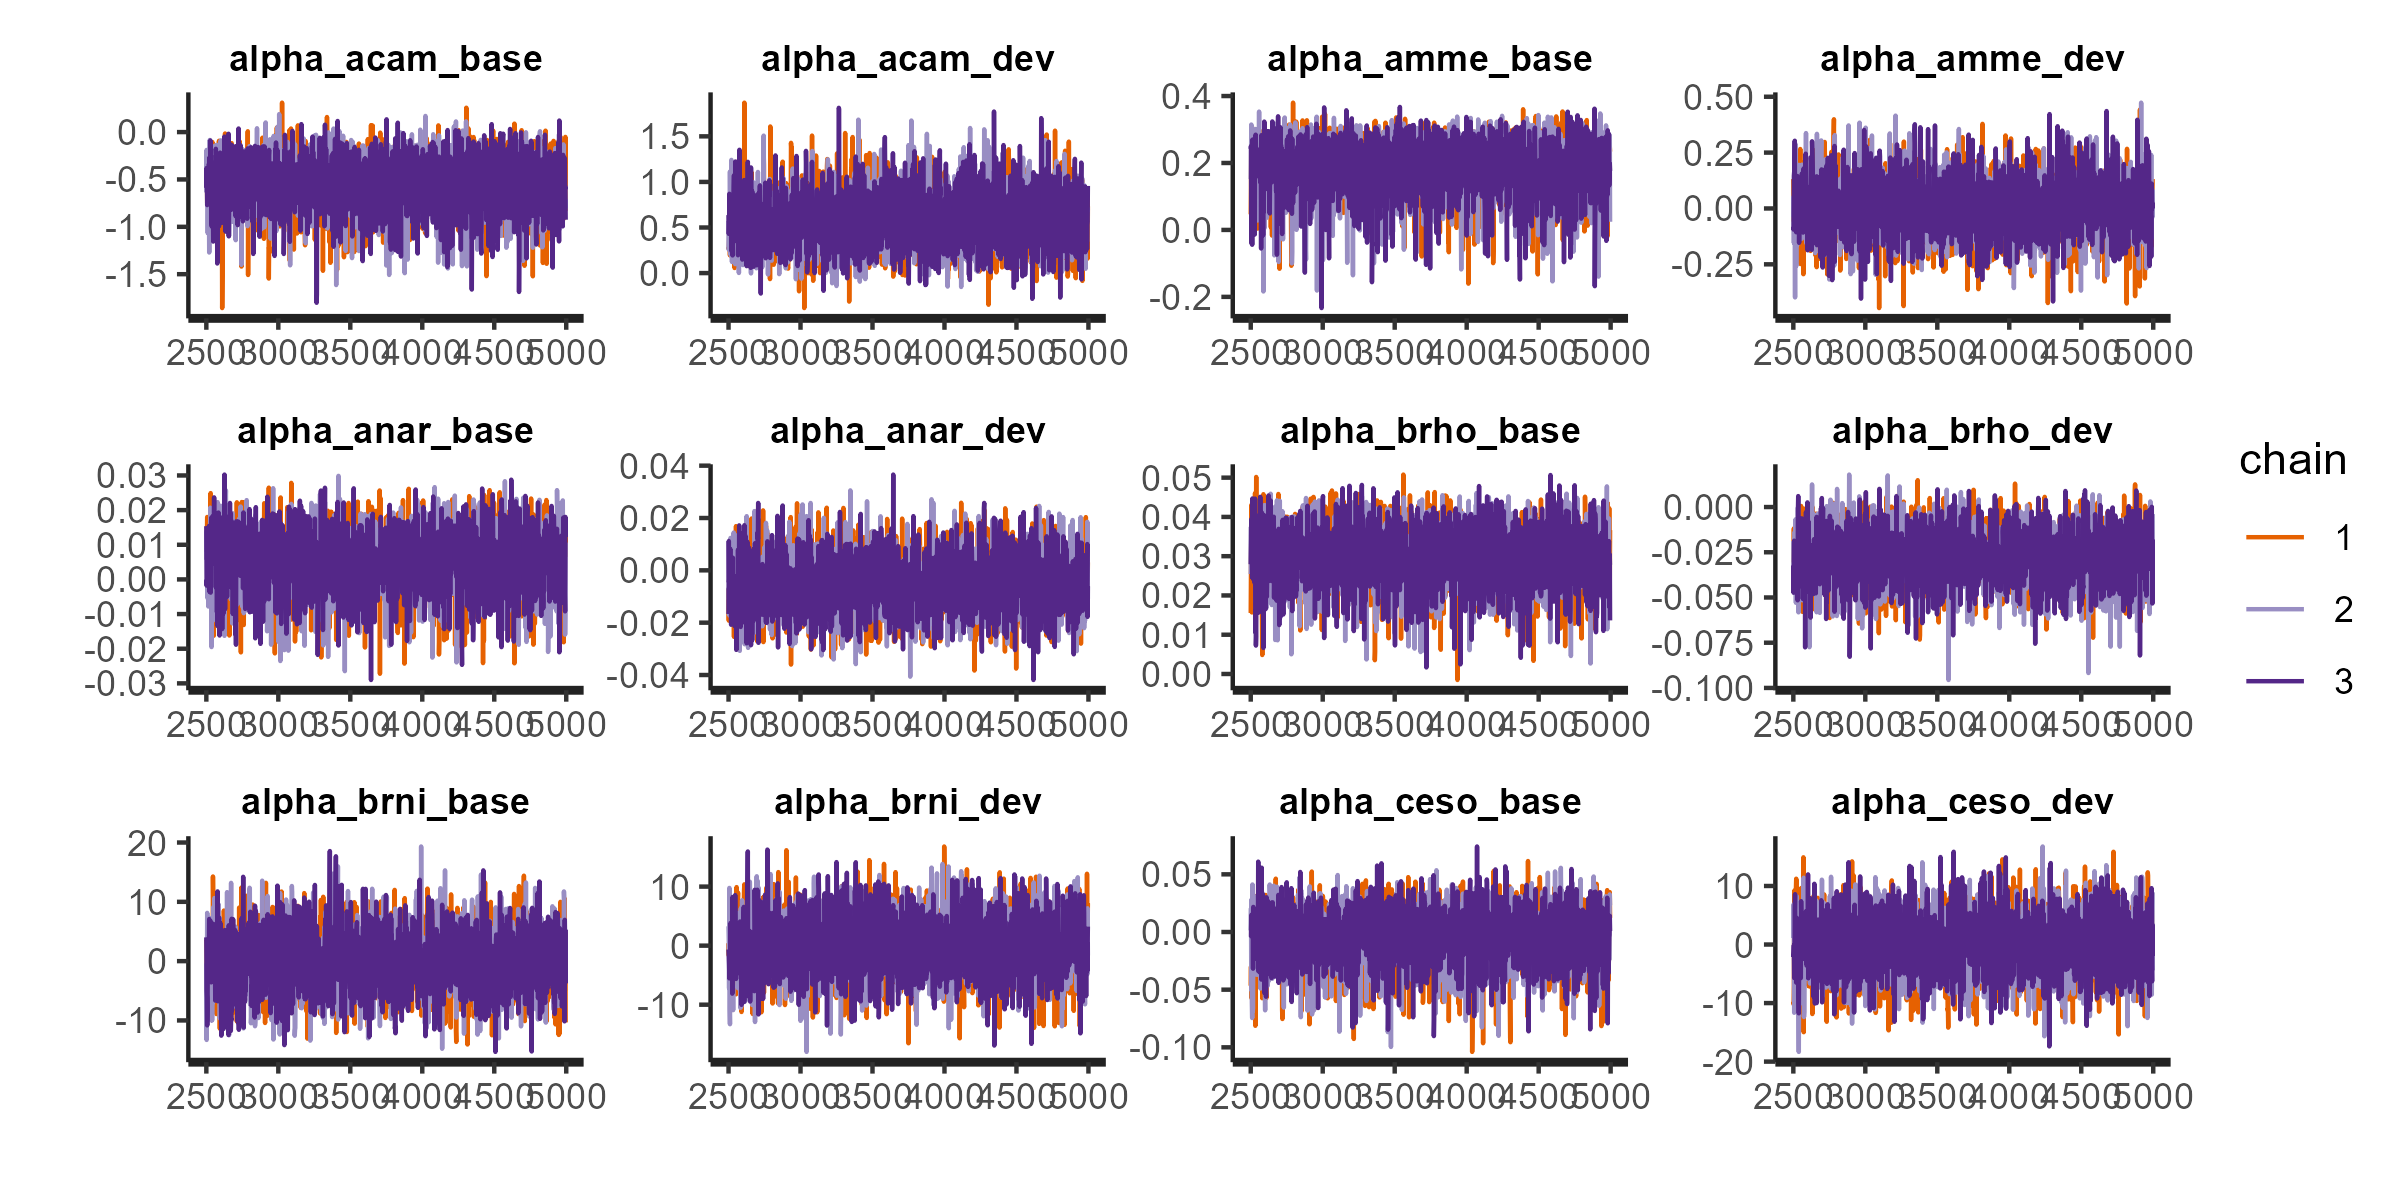 alpha_acam_base alpha_acam_dev alpha_amme_base alpha_amme_dev
0.0 -0.5 -1.0 -1.5
1.5 1.0 0.5 0.0
0.4 0.2 0.0 -0.2
0.50 0.25 0.00 -0.25
2500 3000 3500 4000 4500 5000 2500 3000 3500 4000 4500 5000 2500 3000 3500 4000 4500 5000 2500 3000 3500 4000 4500 5000
alpha_anar_base alpha_anar_dev alpha_brho_base alpha_brho_dev
0.03 0.02 0.01 0.00 -0.01 -0.02 -0.03
0.04 0.02 0.00 -0.02 -0.04
0.05 0.04 0.03 0.02 0.01 0.00
0.000 -0.025 -0.050 -0.075 -0.100
2500 3000 3500 4000 4500 5000 2500 3000 3500 4000 4500 5000 2500 3000 3500 4000 4500 5000 2500 3000 3500 4000 4500 5000
alpha_brni_base alpha_brni_dev alpha_ceso_base alpha_ceso_dev
20 10 0 -10
10 0 -10
0.05 0.00 -0.05 -0.10
10 0 -10 -20
2500 3000 3500 4000 4500 5000 2500 3000 3500 4000 4500 5000 2500 3000 3500 4000 4500 5000 2500 3000 3500 4000 4500 5000
chain
1
2
3